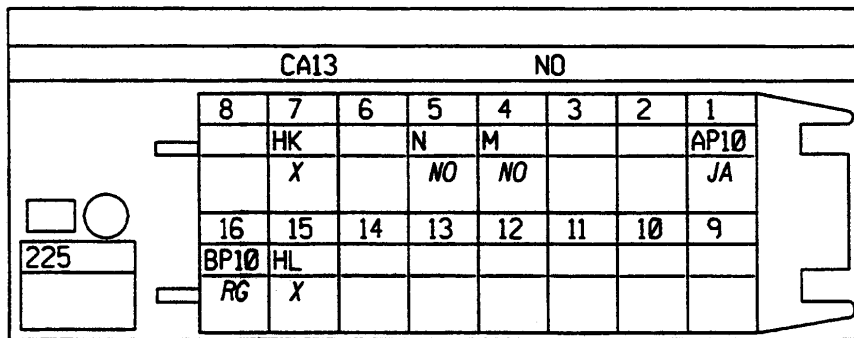 CA13 NO
8 7 6 5 4 3 2 1
HK N M AP10
X NO NO JA
16 15 14 13 12 11 10 9
225 BP10 HL
RG X